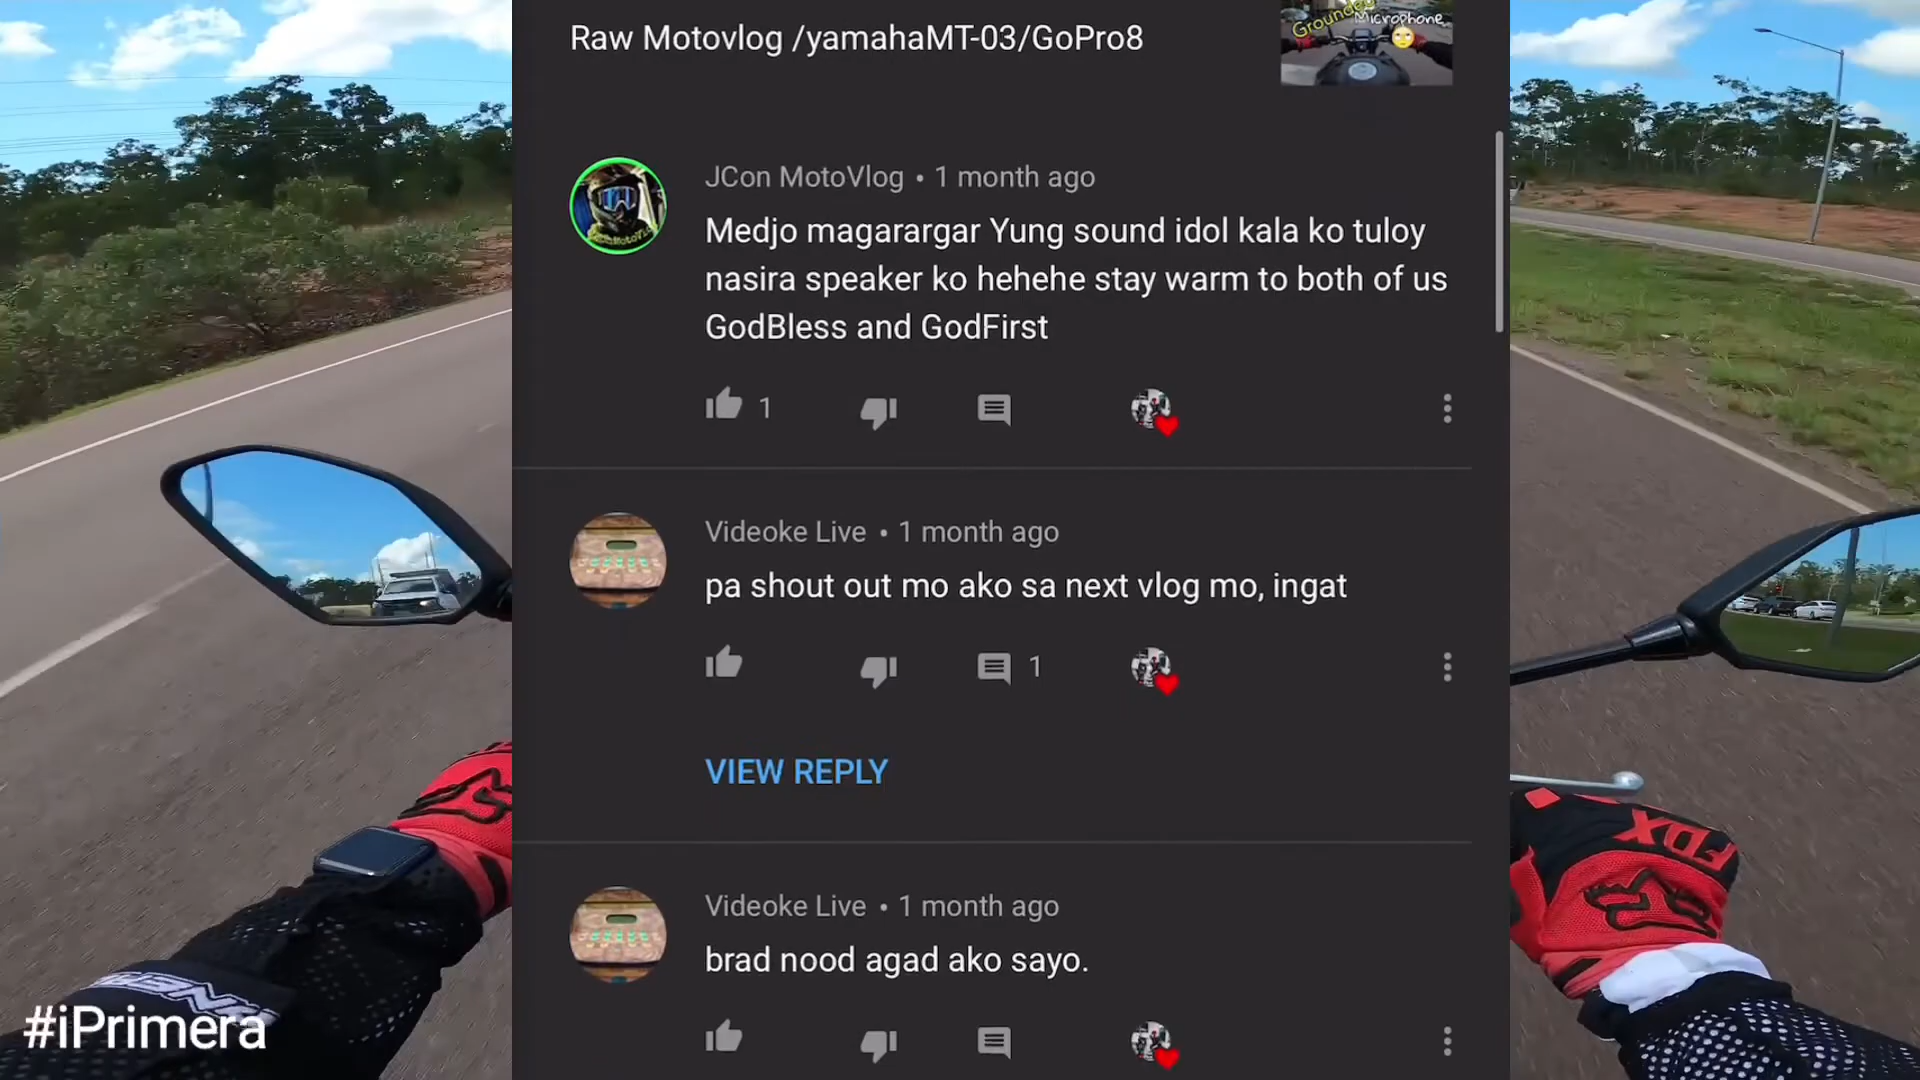 Raw Motovlog /yamahaMT-03/GoPro8
Grounded
Microphone
JCon MotoVlog • 1 month ago
Medjo magarargar Yung sound idol kala ko tuloy
nasira speaker ko hehehe stay warm to both of us
GodBless and GodFirst
1
Videoke Live • 1 month ago
pa shout out mo ako sa next vlog mo, ingat
1
VIEW REPLY
Videoke Live • 1 month ago
brad nood agad ako sayo.
FOX
#iPrimera